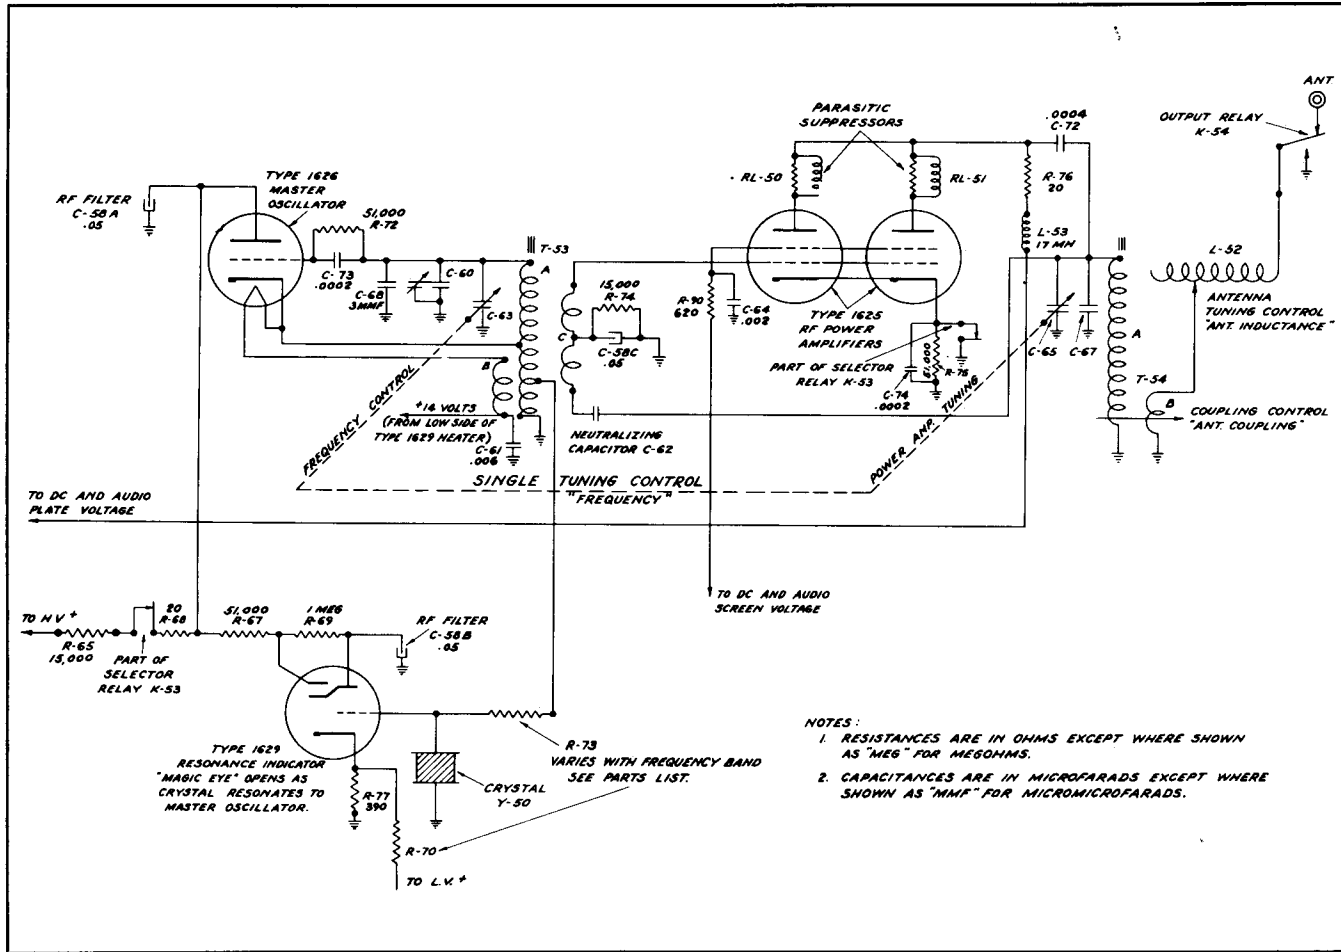 ANT.
OUTPUT RELAY
K-54
.0004
C-72
PARASITIC
SUPPRESSORS
RL-50
RL-51
R-76
20
L-53
17 MH
TYPE 1626
MASTER
OSCILLATOR
RF FILTER
C-58A
.05
51,000
R-72
C-73
.0002
C-68
3MMF
C-60
C-63
T-53
A
B
C
15,000
R-74
C-58C
.05
R-90
620
C-64
.002
TYPE 1625
RF POWER
AMPLIFIERS
PART OF SELECTOR
RELAY K-53
C-74
.0002
51,000
R-75
C-65
C-67
A
T-54
B
L-52
ANTENNA
TUNING CONTROL
"ANT. INDUCTANCE"
COUPLING CONTROL
"ANT. COUPLING"
+14 VOLTS
(FROM LOW SIDE OF
TYPE 1629 HEATER)
C-61
.006
NEUTRALIZING
CAPACITOR C-62
FREQUENCY CONTROL
POWER AMP. TUNING
SINGLE TUNING CONTROL
"FREQUENCY"
TO DC AND AUDIO
PLATE VOLTAGE
TO DC AND AUDIO
SCREEN VOLTAGE
TO HV +
R-65
15,000
PART OF
SELECTOR
RELAY K-53
20
R-68
51,000
R-67
1 MEG
R-69
RF FILTER
C-58B
.05
TYPE 1629
RESONANCE INDICATOR
"MAGIC EYE" OPENS AS
CRYSTAL RESONATES TO
MASTER OSCILLATOR.
R-77
390
R-70
TO L.V. +
CRYSTAL
Y-50
R-73
VARIES WITH FREQUENCY BAND
SEE PARTS LIST.
NOTES:
1. RESISTANCES ARE IN OHMS EXCEPT WHERE SHOWN
AS "MEG" FOR MEGOHMS.
2. CAPACITANCES ARE IN MICROFARADS EXCEPT WHERE
SHOWN AS "MMF" FOR MICROMICROFARADS.